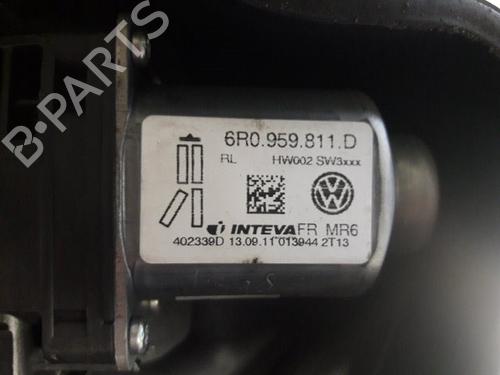 6R0.959.811.D
RL HW002 SW3xxx
INTEVA FR MR6
402339D 13.09.11 013944 2T13
B-PARTS